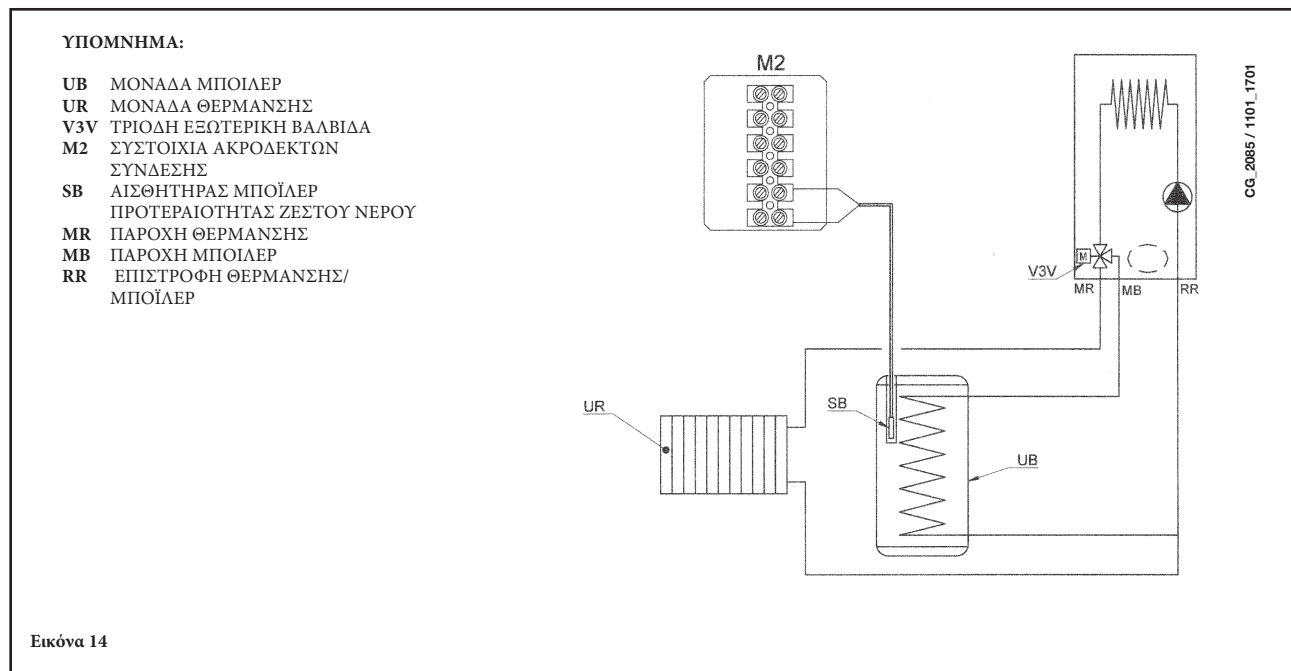 ΥΠΟΜΝΗΜΑ:
UB ΜΟΝΑΔΑ ΜΠΟΙΛΕΡ
UR ΜΟΝΑΔΑ ΘΕΡΜΑΝΣΗΣ
V3V ΤΡΙΟΔΗ ΕΞΩΤΕΡΙΚΗ ΒΑΛΒΙΔΑ
M2 ΣΥΣΤΟΙΧΙΑ ΑΚΡΟΔΕΚΤΩΝ
ΣΥΝΔΕΣΗΣ
SB ΑΙΣΘΗΤΗΡΑΣ ΜΠΟΪΛΕΡ
ΠΡΟΤΕΡΑΙΟΤΗΤΑΣ ΖΕΣΤΟΥ ΝΕΡΟΥ
MR ΠΑΡΟΧΗ ΘΕΡΜΑΝΣΗΣ
MB ΠΑΡΟΧΗ ΜΠΟΙΛΕΡ
RR ΕΠΙΣΤΡΟΦΗ ΘΕΡΜΑΝΣΗΣ/
ΜΠΟΪΛΕΡ
M2
CG_2085 / 1101_1701
M
V3V
MR
MB
RR
SB
UR
UB
Εικόνα 14